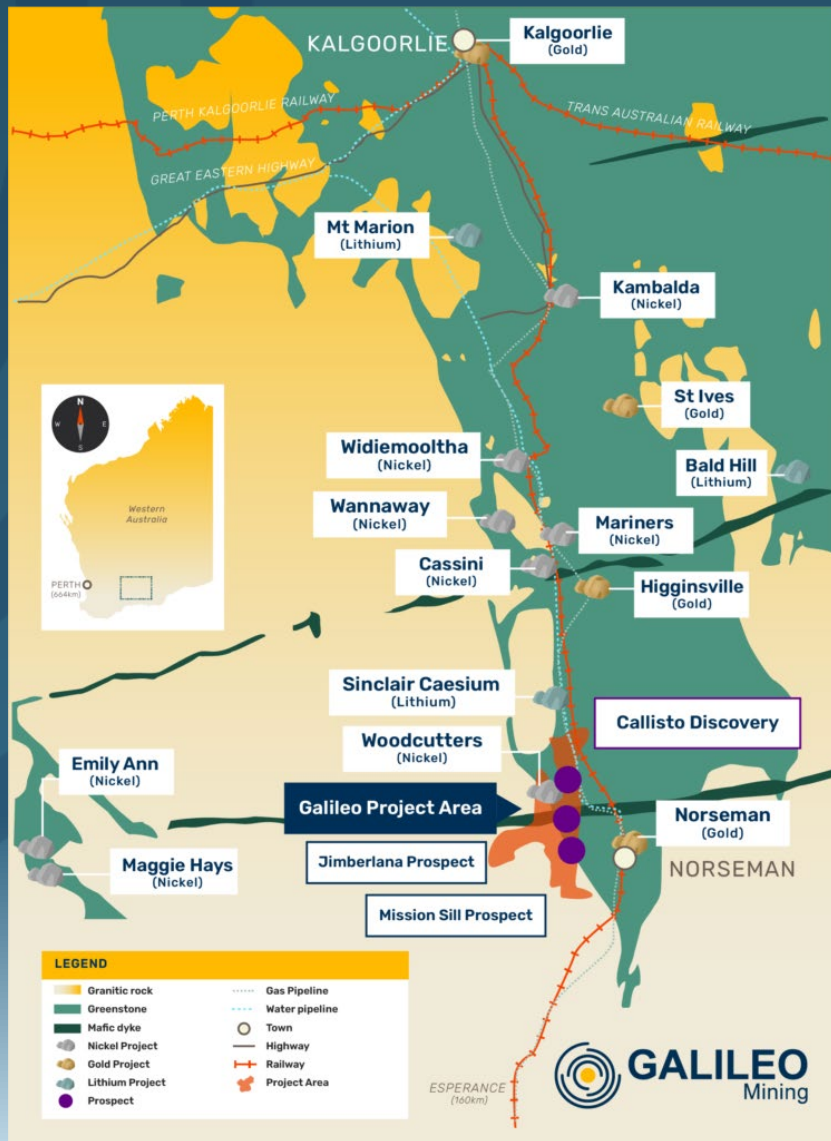 KALGOORLIE
Kalgoorlie
(Gold)
PERTH KALGOORLIE RAILWAY
TRANS AUSTRALIAN RAILWAY
GREAT EASTERN HIGHWAY
Mt Marion
(Lithium)
Kambalda
(Nickel)
St Ives
(Gold)
N
W E
S
Western
Australia
PERTH
(664km)
Widiemooltha
(Nickel)
Bald Hill
(Lithium)
Wannaway
(Nickel)
Mariners
(Nickel)
Cassini
(Nickel)
Higginsville
(Gold)
Sinclair Caesium
(Lithium)
Callisto Discovery
Woodcutters
(Nickel)
Emily Ann
(Nickel)
Galileo Project Area
Norseman
(Gold)
Maggie Hays
(Nickel)
Jimberlana Prospect
NORSEMAN
Mission Sill Prospect
LEGEND
Granitic rock
Greenstone
Mafic dyke
Nickel Project
Gold Project
Lithium Project
Prospect
Gas Pipeline
Water pipeline
Town
Highway
Railway
Project Area
ESPERANCE
(160km)
GALILEO
Mining